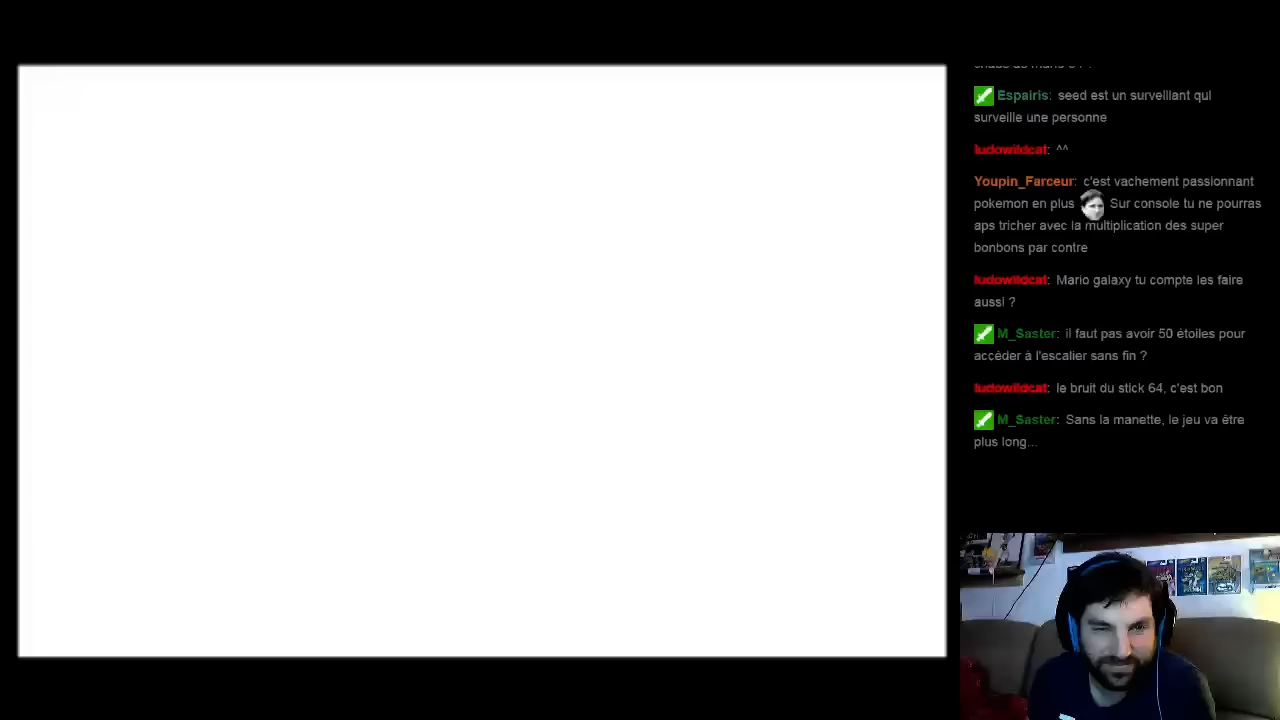 Espairis: seed est un surveillant qui
surveille une personne
ludowildcat: ^^
Youpin_Farceur: c'est vachement passionnant
pokemon en plus Sur console tu ne pourras
aps tricher avec la multiplication des super
bonbons par contre
ludowildcat: Mario galaxy tu compte les faire
aussi ?
M_Saster: il faut pas avoir 50 étoiles pour
accéder à l'escalier sans fin ?
ludowildcat: le bruit du stick 64, c'est bon
M_Saster: Sans la manette, le jeu va être
plus long...